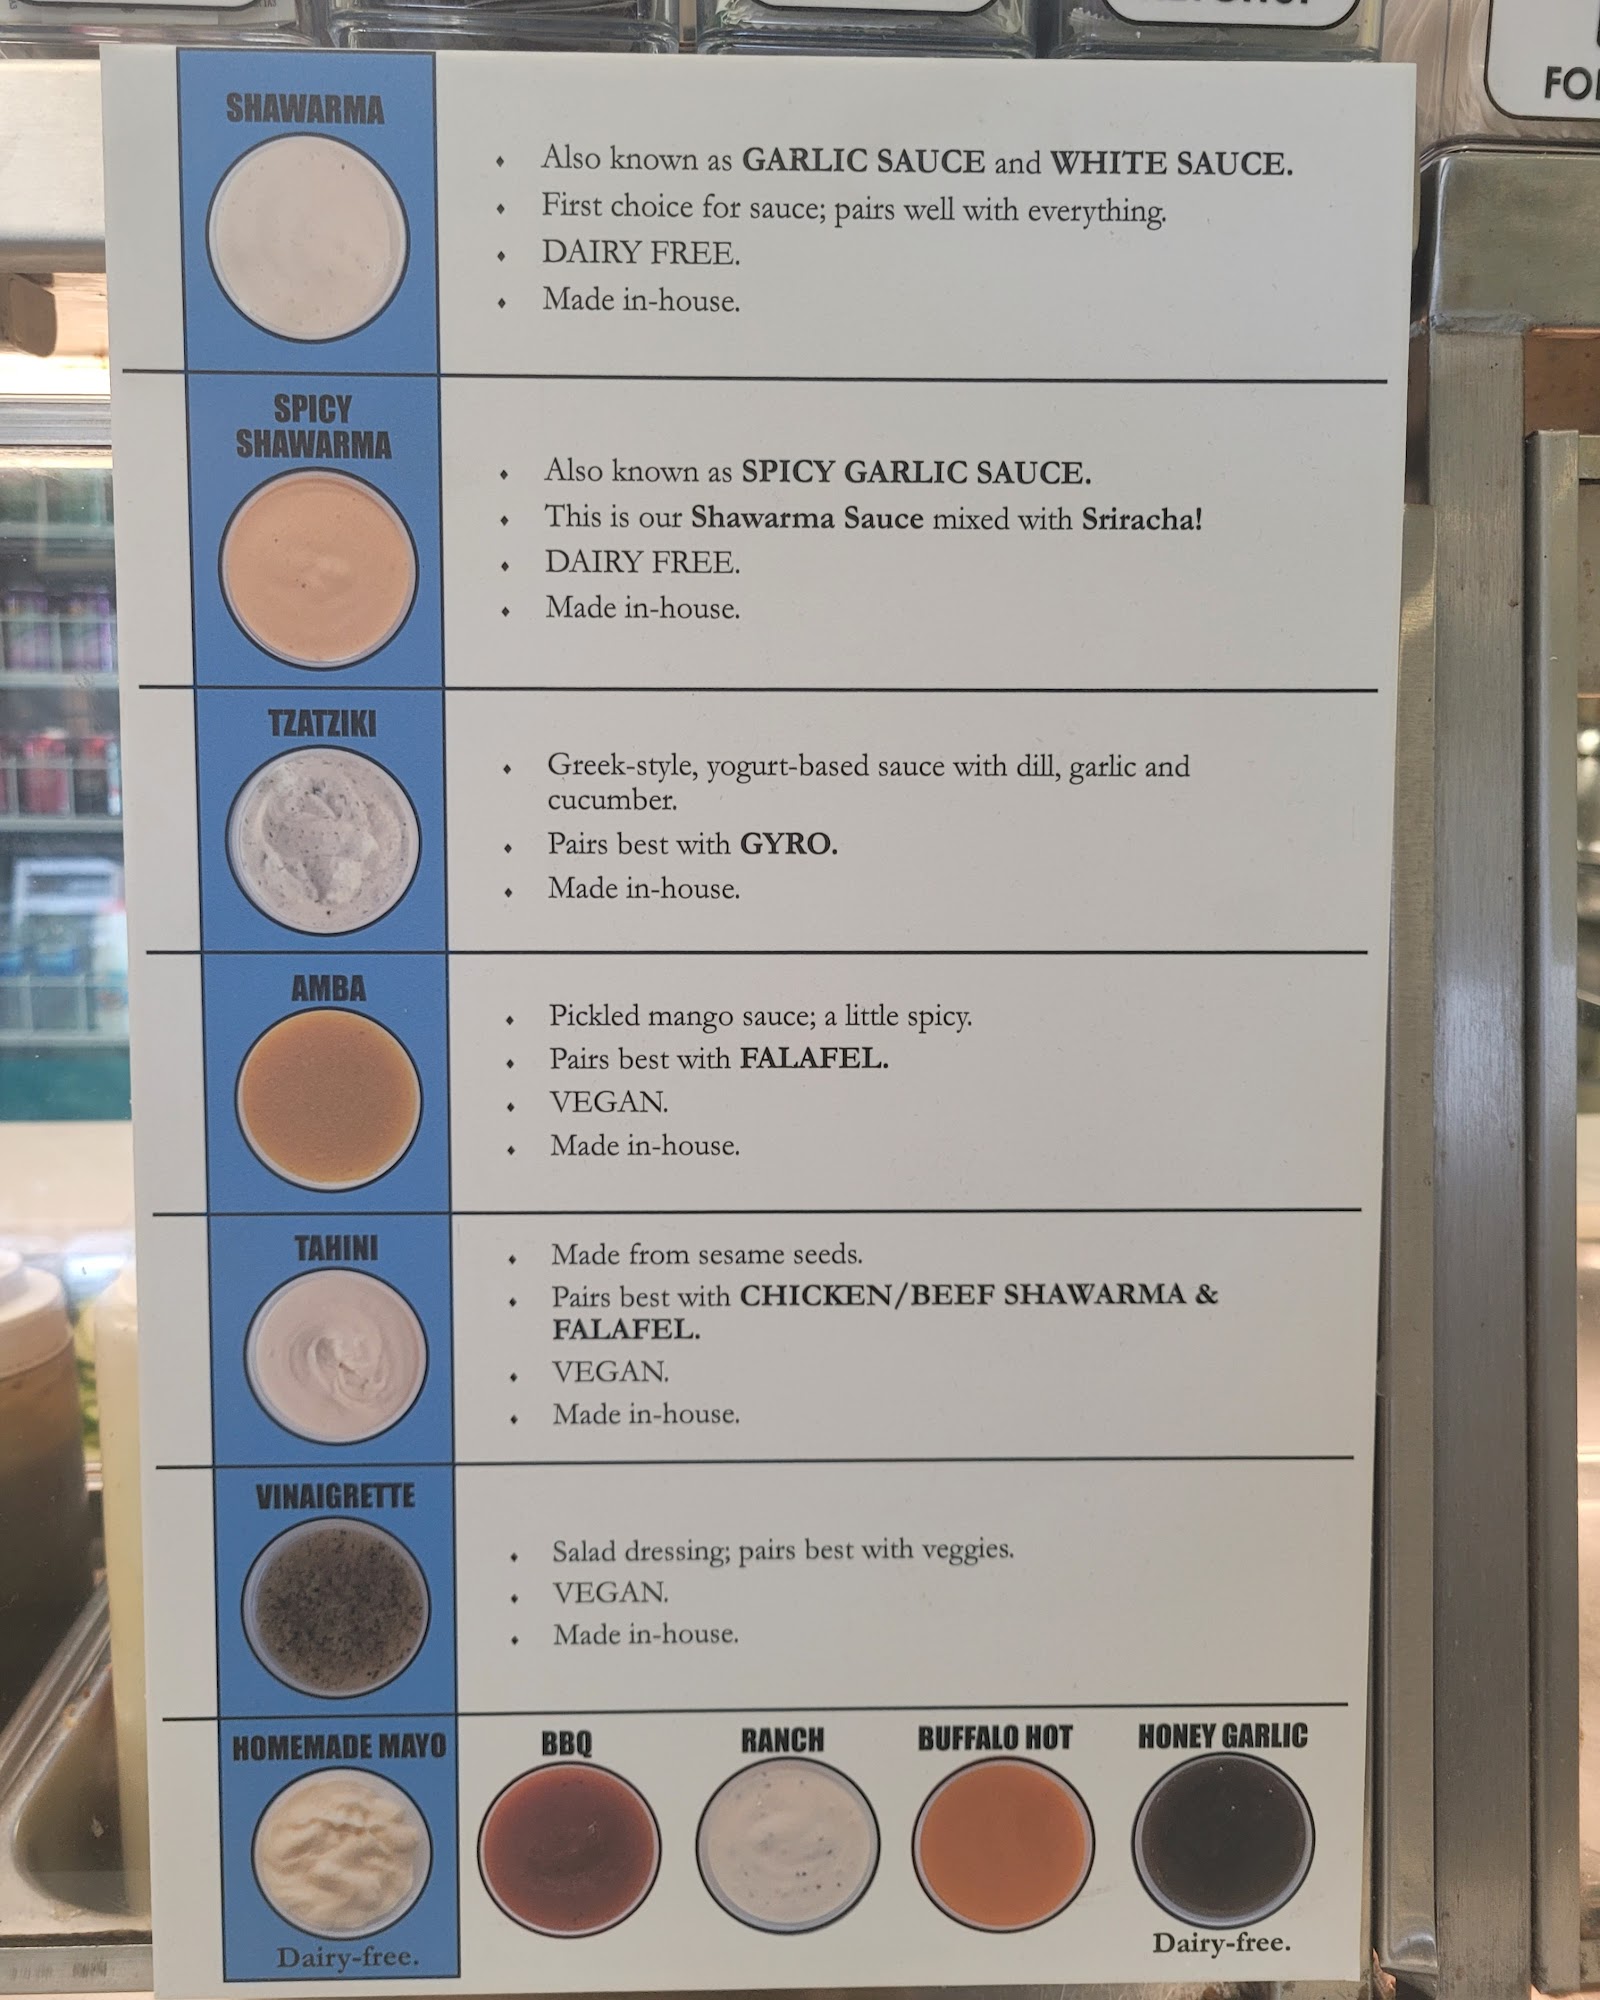 SHAWARMA
Also known as GARLIC SAUCE and WHITE SAUCE.
First choice for sauce; pairs well with everything.
DAIRY FREE.
Made in-house.
SPICY
SHAWARMA
Also known as SPICY GARLIC SAUCE.
This is our Shawarma Sauce mixed with Sriracha!
DAIRY FREE.
Made in-house.
TZATZIKI
Greek-style, yogurt-based sauce with dill, garlic and
cucumber.
Pairs best with GYRO.
Made in-house.
AMBA
Pickled mango sauce; a little spicy.
Pairs best with FALAFEL.
VEGAN.
Made in-house.
TAHINI
Made from sesame seeds.
Pairs best with CHICKEN/BEEF SHAWARMA &
FALAFEL.
VEGAN.
Made in-house.
VINAIGRETTE
Salad dressing; pairs best with veggies.
VEGAN.
Made in-house.
HOMEMADE MAYO
Dairy-free.
BBQ
RANCH
BUFFALO HOT
HONEY GARLIC
Dairy-free.